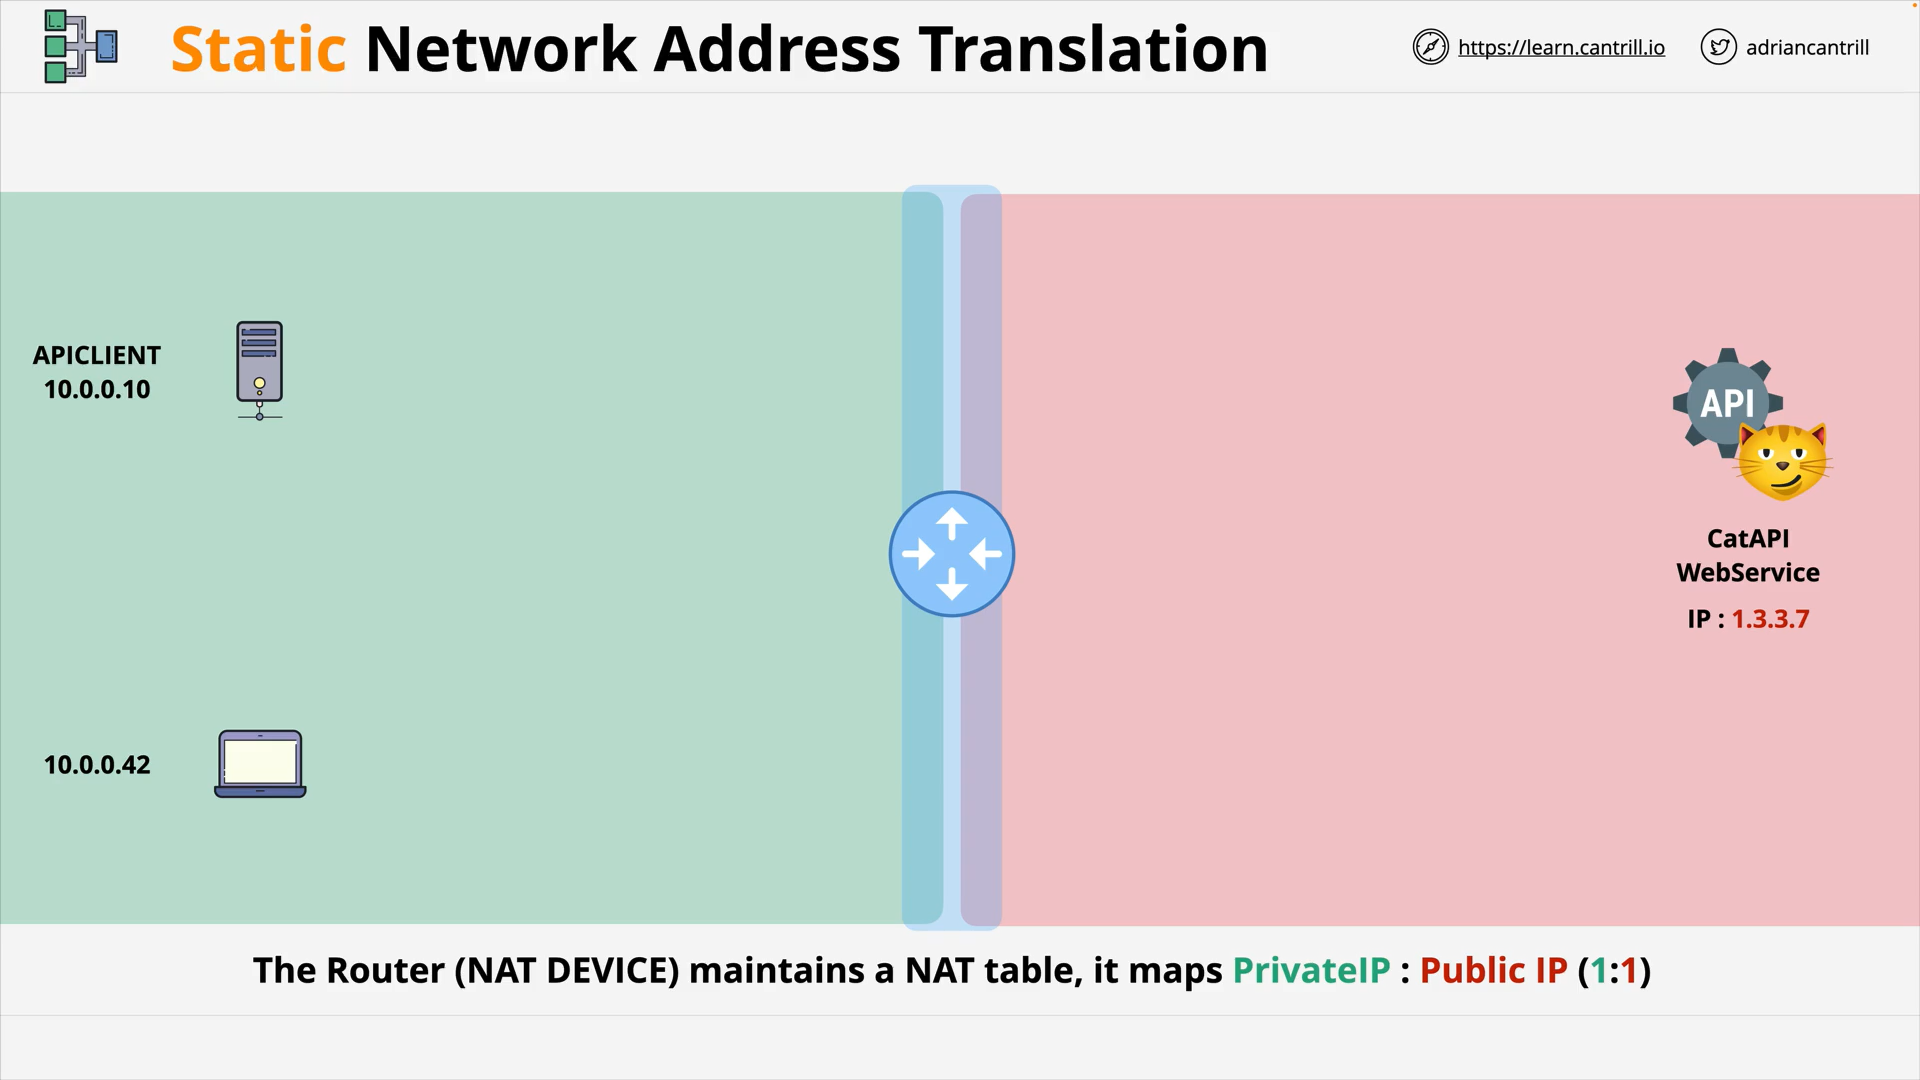 Static Network Address Translation
https://learn.cantrill.io
adriancantrill
APICLIENT
10.0.0.10
API
CatAPI
WebService
IP : 1.3.3.7
10.0.0.42
The Router (NAT DEVICE) maintains a NAT table, it maps PrivateIP : Public IP (1:1)